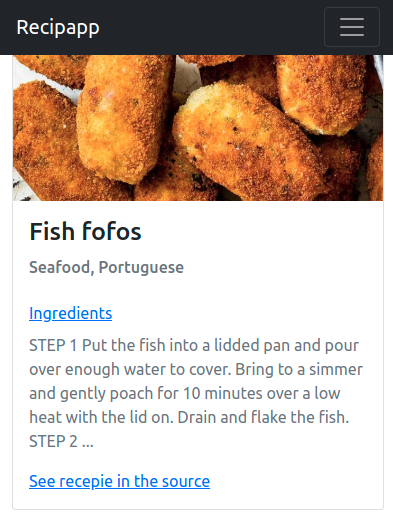 Recipapp
Fish fofos
Seafood, Portuguese
Ingredients
STEP 1 Put the fish into a lidded pan and pour
over enough water to cover. Bring to a simmer
and gently poach for 10 minutes over a low
heat with the lid on. Drain and flake the fish.
STEP 2 ...
See recepie in the source